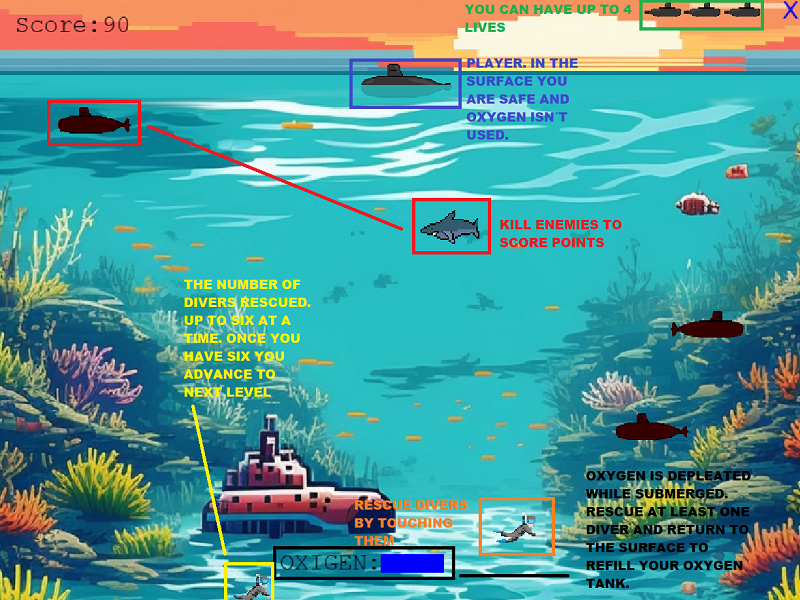 YOU CAN HAVE UP TO 4
LIVES
X
Score:90
PLAYER. IN THE
SURFACE YOU
ARE SAFE AND
OXYGEN ISN´T
USED.
KILL ENEMIES TO
SCORE POINTS
THE NUMBER OF
DIVERS RESCUED.
UP TO SIX AT A
TIME. ONCE YOU
HAVE SIX YOU
ADVANCE TO
NEXT LEVEL
OXYGEN IS DEPLEATED
WHILE SUBMERGED.
RESCUE AT LEAST ONE
DIVER AND RETURN TO
THE SURFACE TO
REFILL YOUR OXYGEN
TANK.
RESCUE DIVERS
BY TOUCHING
THEM
OXIGEN: